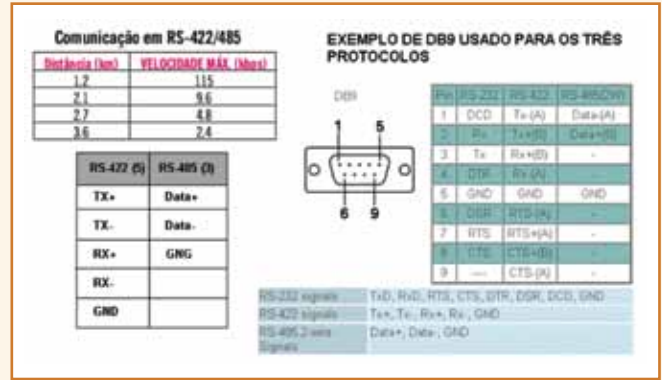 Comunicação em RS-422/485
Distância (km) VELOCIDADE MÁX. (kbps)
1.2 115
2.1 9.6
2.7 4.8
3.6 2.4
RS-422 (5) RS-485 (3)
TX+ Data+
TX- Data-
RX+ GNG
RX-
GND
EXEMPLO DE DB9 USADO PARA OS TRÊS
PROTOCOLOS
DB9
1 5
6 9
Pin RS-232 RS-422 RS-485(2W)
1 DCD Tx-(A) Data-(A)
2 Rx Tx+(B) Data+(B)
3 Tx Rx+(B) -
4 DTR Rx-(A) -
5 GND GND GND
6 DSR RTS-(A) -
7 RTS RTS+(A) -
8 CTS CTS+(B) -
9 ---- CTS-(A) -
RS-232 signals TxD, RxD, RTS, CTS, DTR, DSR, DCD, GND
RS-422 signals Tx+, Tx-, Rx+, Rx-, GND
RS-485 2-wire Data+, Data-, GND
Signals